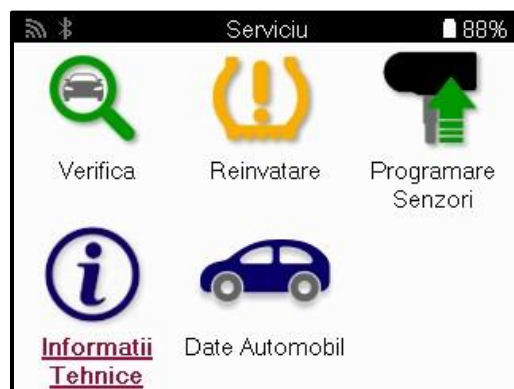 Serviciu 88%
Verifica Reinvatare Programare
Senzori
Informatii Date Automobil
Tehnice